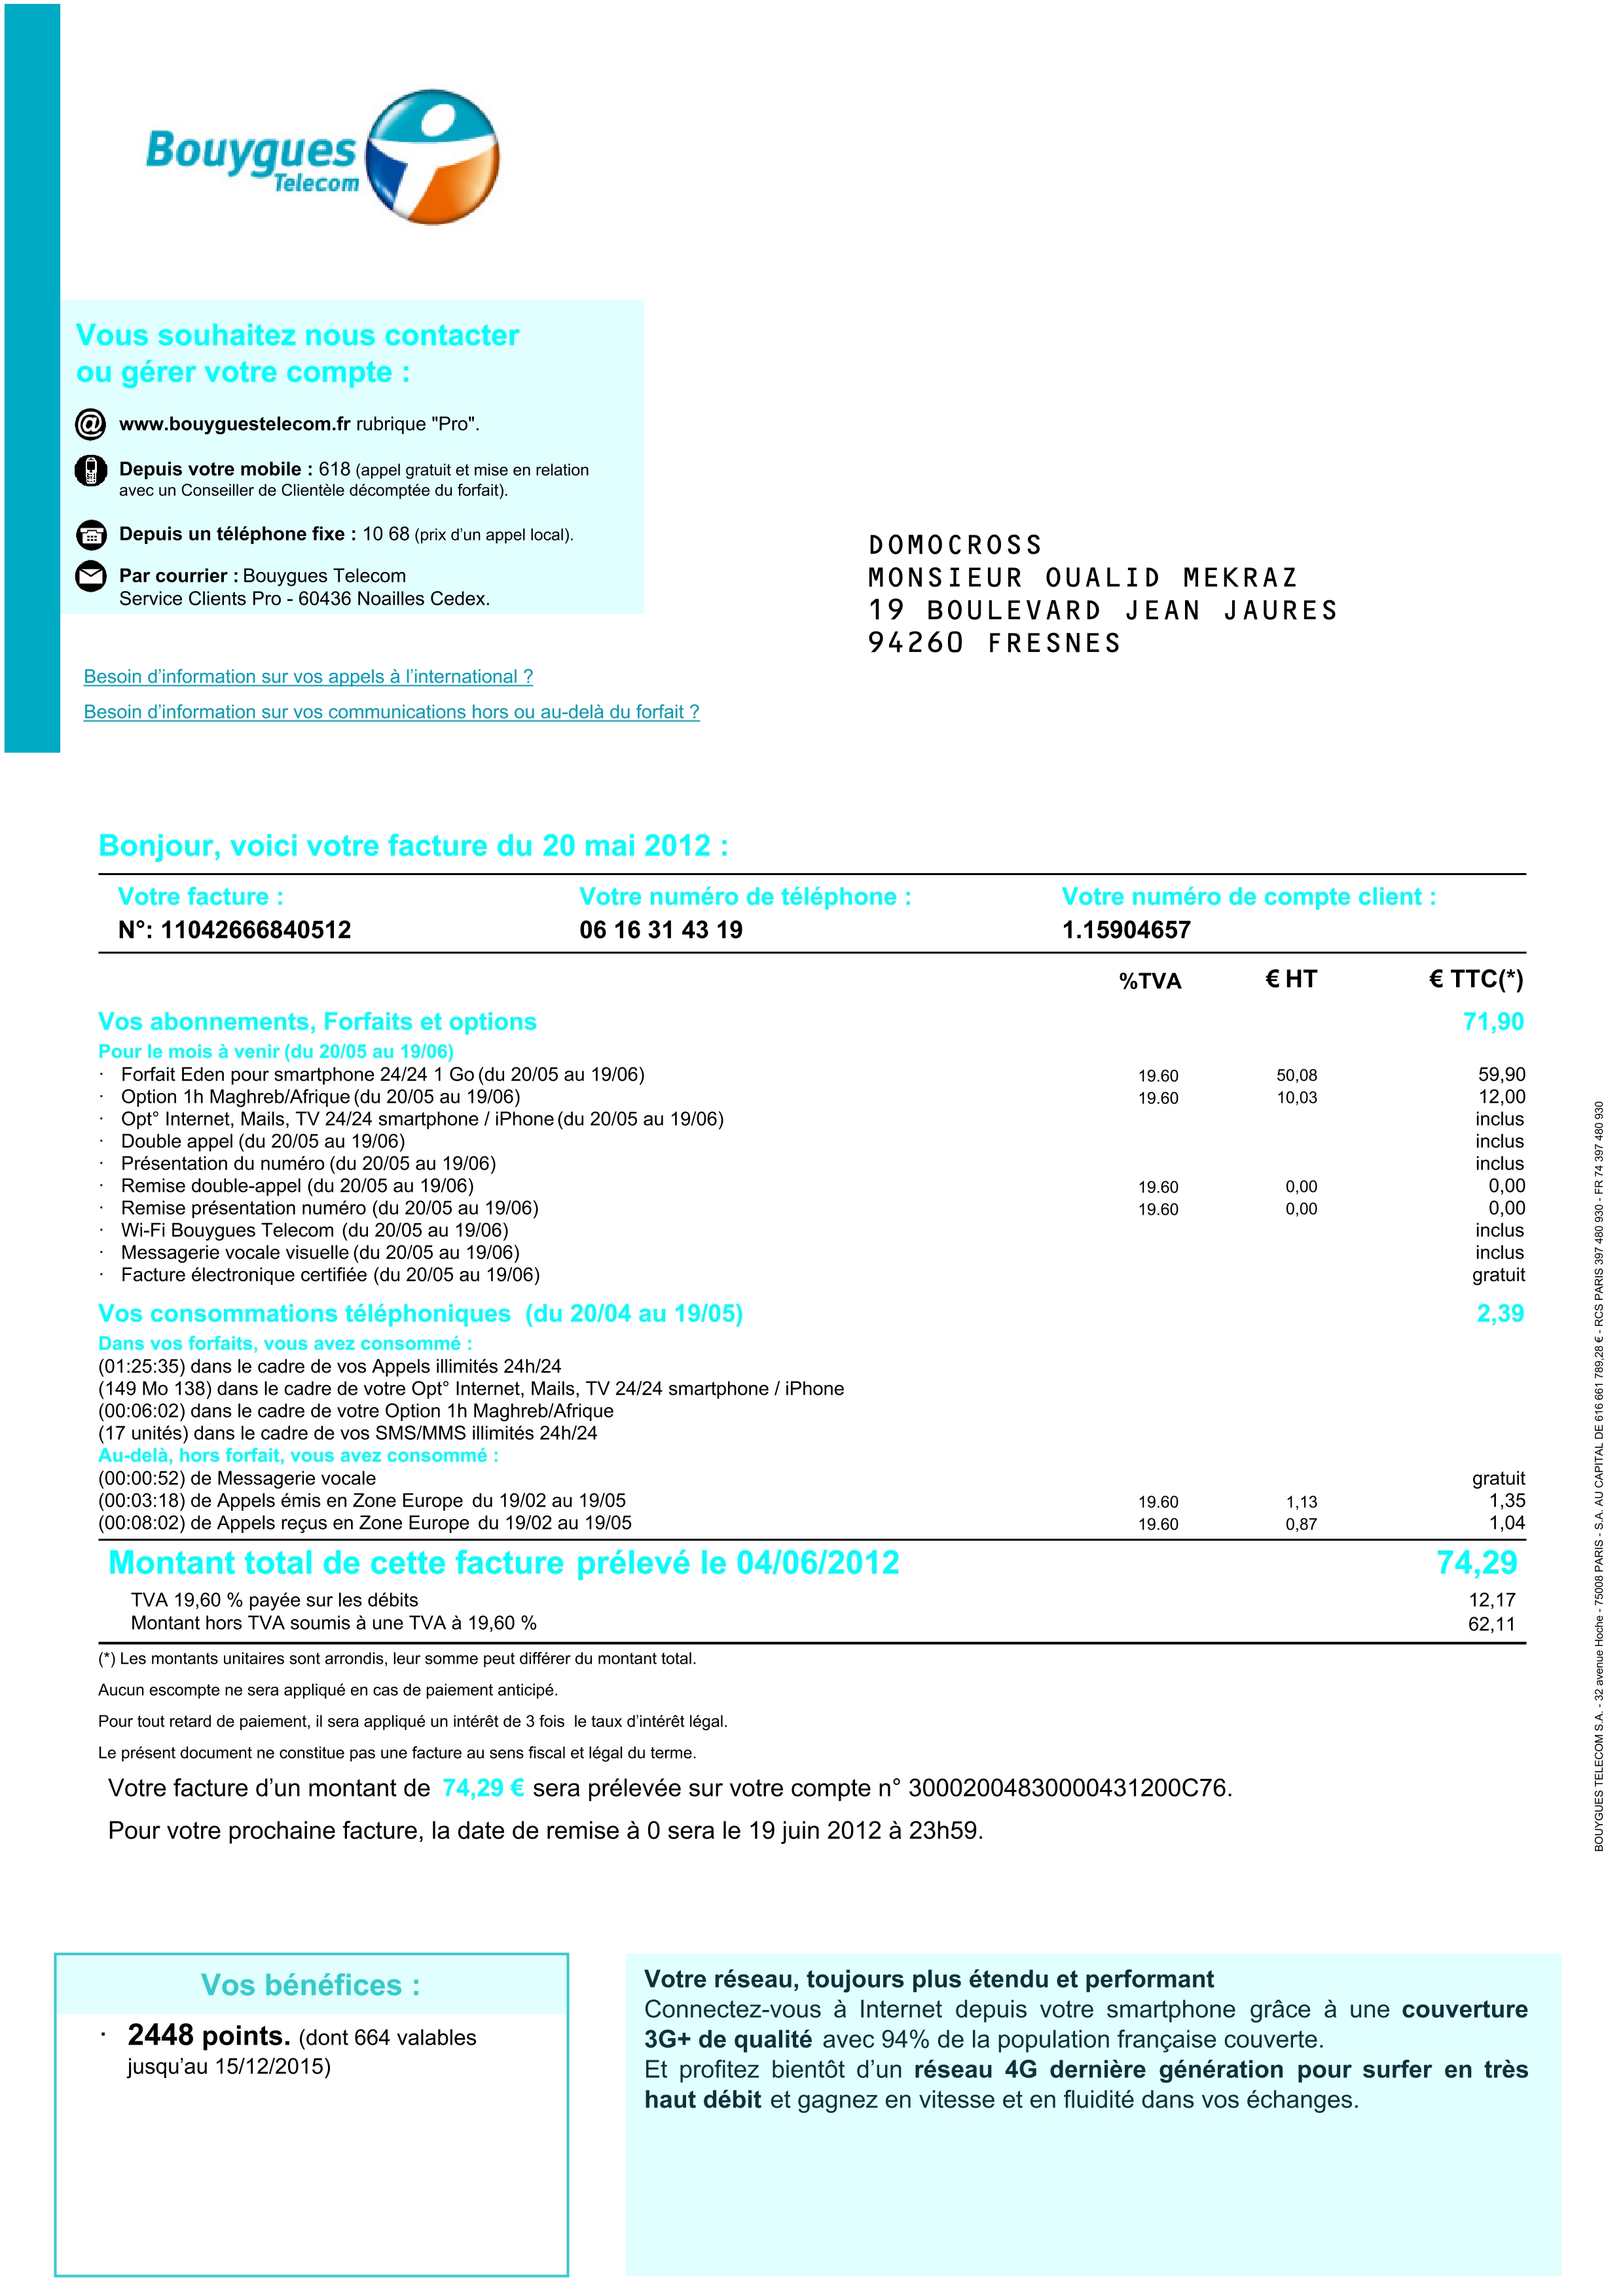 Bouygues
Telecom
Vous souhaitez nous contacter
ou gérer votre compte :
www.bouyguestelecom.fr rubrique "Pro".
Depuis votre mobile : 618 (appel gratuit et mise en relation
avec un Conseiller de Clientèle décomptée du forfait).
Depuis un téléphone fixe : 10 68 (prix d'un appel local).
Par courrier : Bouygues Telecom
Service Clients Pro - 60436 Noailles Cedex.
DOMOCROSS
MONSIEUR OUALID MEKRAZ
19 BOULEVARD JEAN JAURES
94260 FRESNES
Besoin d'information sur vos appels à l'international ?
Besoin d'information sur vos communications hors ou au-delà du forfait ?
Bonjour, voici votre facture du 20 mai 2012 :
Votre facture : Votre numéro de téléphone : Votre numéro de compte client :
N°: 11042666840512 06 16 31 43 19 1.15904657
%TVA € HT € TTC(*)
Vos abonnements, Forfaits et options 71,90
Pour le mois à venir (du 20/05 au 19/06)
· Forfait Eden pour smartphone 24/24 1 Go (du 20/05 au 19/06) 19.60 50,08 59,90
· Option 1h Maghreb/Afrique (du 20/05 au 19/06) 19.60 10,03 12,00
· Opt° Internet, Mails, TV 24/24 smartphone / iPhone (du 20/05 au 19/06) inclus
· Double appel (du 20/05 au 19/06) inclus
· Présentation du numéro (du 20/05 au 19/06) inclus
· Remise double-appel (du 20/05 au 19/06) 19.60 0,00 0,00
· Remise présentation numéro (du 20/05 au 19/06) 19.60 0,00 0,00
· Wi-Fi Bouygues Telecom (du 20/05 au 19/06) inclus
· Messagerie vocale visuelle (du 20/05 au 19/06) inclus
· Facture électronique certifiée (du 20/05 au 19/06) gratuit
Vos consommations téléphoniques (du 20/04 au 19/05) 2,39
Dans vos forfaits, vous avez consommé :
(01:25:35) dans le cadre de vos Appels illimités 24h/24
(149 Mo 138) dans le cadre de votre Opt° Internet, Mails, TV 24/24 smartphone / iPhone
(00:06:02) dans le cadre de votre Option 1h Maghreb/Afrique
(17 unités) dans le cadre de vos SMS/MMS illimités 24h/24
Au-delà, hors forfait, vous avez consommé :
(00:00:52) de Messagerie vocale gratuit
(00:03:18) de Appels émis en Zone Europe du 19/02 au 19/05 19.60 1,13 1,35
(00:08:02) de Appels reçus en Zone Europe du 19/02 au 19/05 19.60 0,87 1,04
Montant total de cette facture prélevé le 04/06/2012 74,29
TVA 19,60 % payée sur les débits 12,17
Montant hors TVA soumis à une TVA à 19,60 % 62,11
(*) Les montants unitaires sont arrondis, leur somme peut différer du montant total.
Aucun escompte ne sera appliqué en cas de paiement anticipé.
Pour tout retard de paiement, il sera appliqué un intérêt de 3 fois le taux d'intérêt légal.
Le présent document ne constitue pas une facture au sens fiscal et légal du terme.
Votre facture d'un montant de 74,29 € sera prélevée sur votre compte n° 30002004830000431200C76.
Pour votre prochaine facture, la date de remise à 0 sera le 19 juin 2012 à 23h59.
BOUYGUES TELECOM S.A. - 32 avenue Hoche - 75008 PARIS - S.A. AU CAPITAL DE 616 661 789,28 € - RCS PARIS 397 480 930 - FR 74 397 480 930
Vos bénéfices :
· 2448 points. (dont 664 valables
jusqu'au 15/12/2015)
Votre réseau, toujours plus étendu et performant
Connectez-vous à Internet depuis votre smartphone grâce à une couverture
3G+ de qualité avec 94% de la population française couverte.
Et profitez bientôt d'un réseau 4G dernière génération pour surfer en très
haut débit et gagnez en vitesse et en fluidité dans vos échanges.